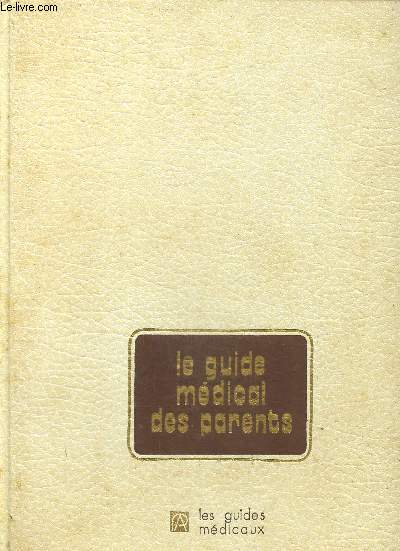 Le-livre.com
le guide
médical
des parents
les guides
médicaux